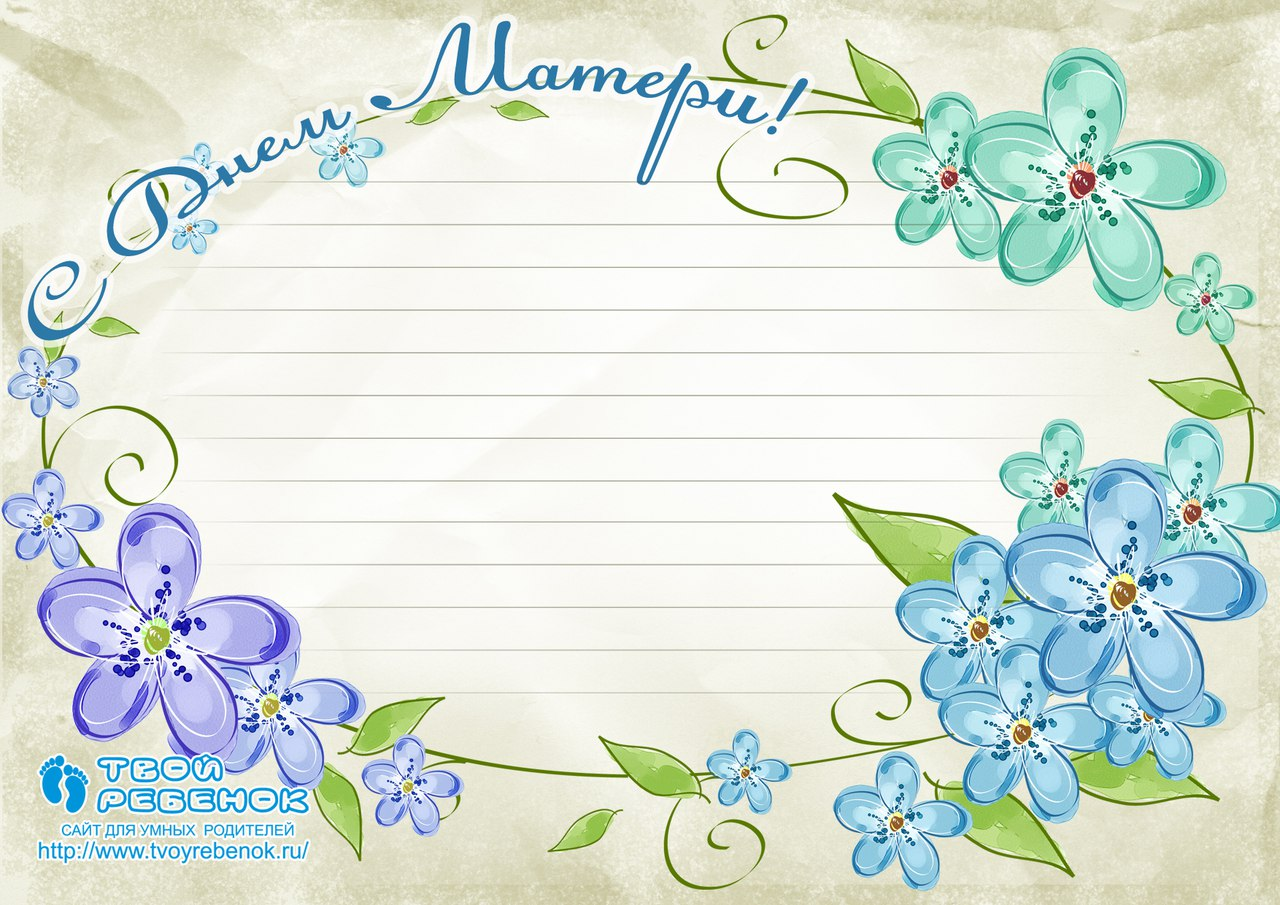 С Днем Матери!
ТВОЙ
РЕБЕНОК
САЙТ ДЛЯ УМНЫХ РОДИТЕЛЕЙ
http://www.tvoyrebenok.ru/